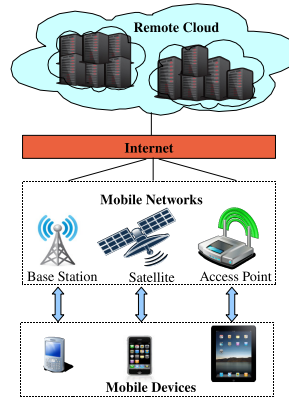 Remote Cloud
Internet
Mobile Networks
Base Station
Satellite
Access Point
Mobile Devices